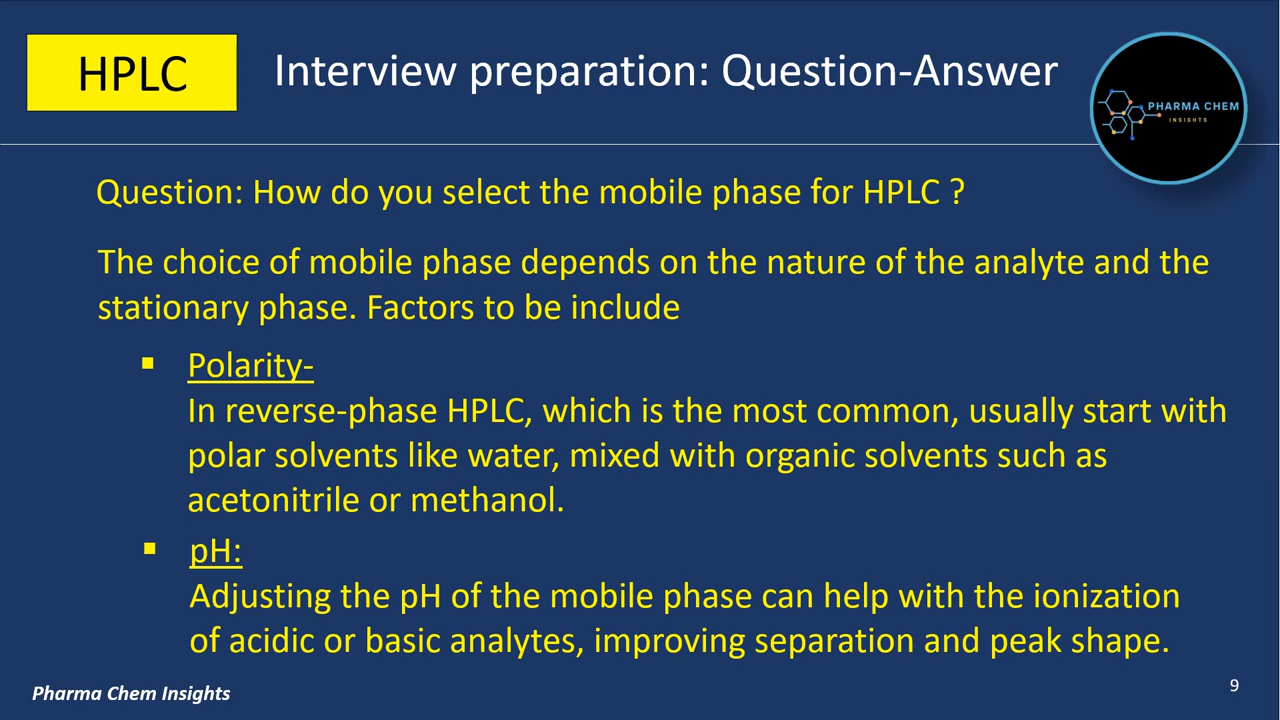 HPLC
Interview preparation: Question-Answer
PHARMA CHEM
INSIGHTS
Question: How do you select the mobile phase for HPLC ?
The choice of mobile phase depends on the nature of the analyte and the
stationary phase. Factors to be include
▪ Polarity-
In reverse-phase HPLC, which is the most common, usually start with
polar solvents like water, mixed with organic solvents such as
acetonitrile or methanol.
▪ pH:
Adjusting the pH of the mobile phase can help with the ionization
of acidic or basic analytes, improving separation and peak shape.
Pharma Chem Insights
9